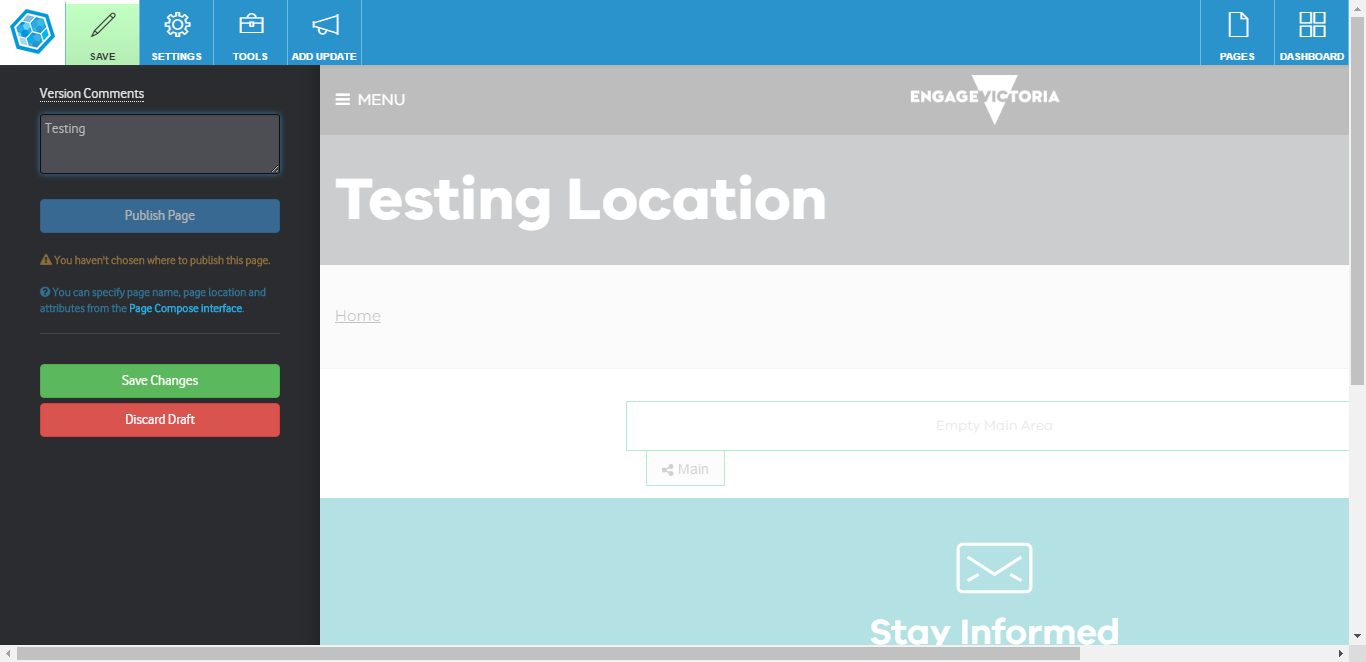 SAVE
SETTINGS
TOOLS
ADD UPDATE
PAGES
DASHBOARD
Version Comments
Testing
Publish Page
You haven't chosen where to publish this page.
You can specify page name, page location and
attributes from the Page Compose interface.
Save Changes
Discard Draft
MENU
ENGAGEVICTORIA
Testing Location
Home
Empty Main Area
Main
Stay Informed